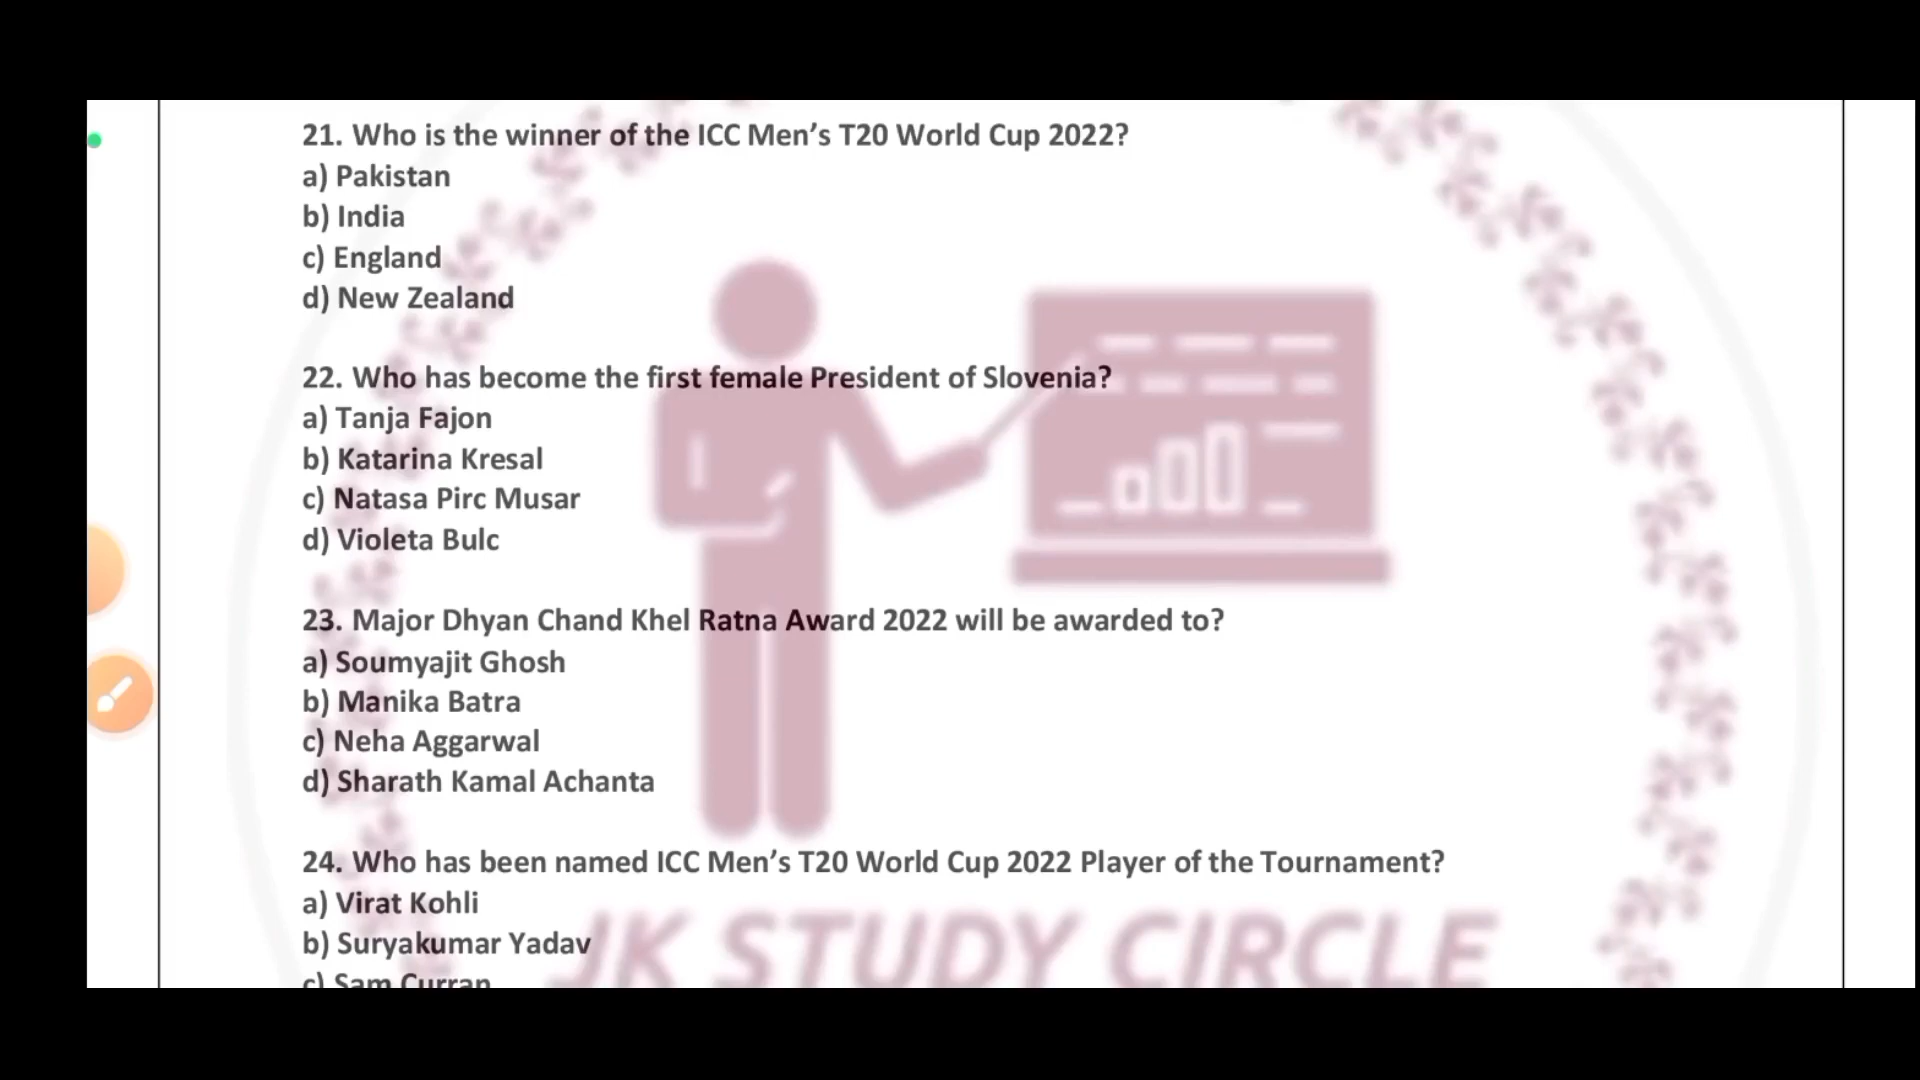 21. Who is the winner of the ICC Men’s T20 World Cup 2022?
a) Pakistan
b) India
c) England
d) New Zealand
22. Who has become the first female President of Slovenia?
a) Tanja Fajon
b) Katarina Kresal
c) Natasa Pirc Musar
d) Violeta Bulc
23. Major Dhyan Chand Khel Ratna Award 2022 will be awarded to?
a) Soumyajit Ghosh
b) Manika Batra
c) Neha Aggarwal
d) Sharath Kamal Achanta
24. Who has been named ICC Men’s T20 World Cup 2022 Player of the Tournament?
a) Virat Kohli
b) Suryakumar Yadav
c) Sam Curran
JK STUDY CIRCLE